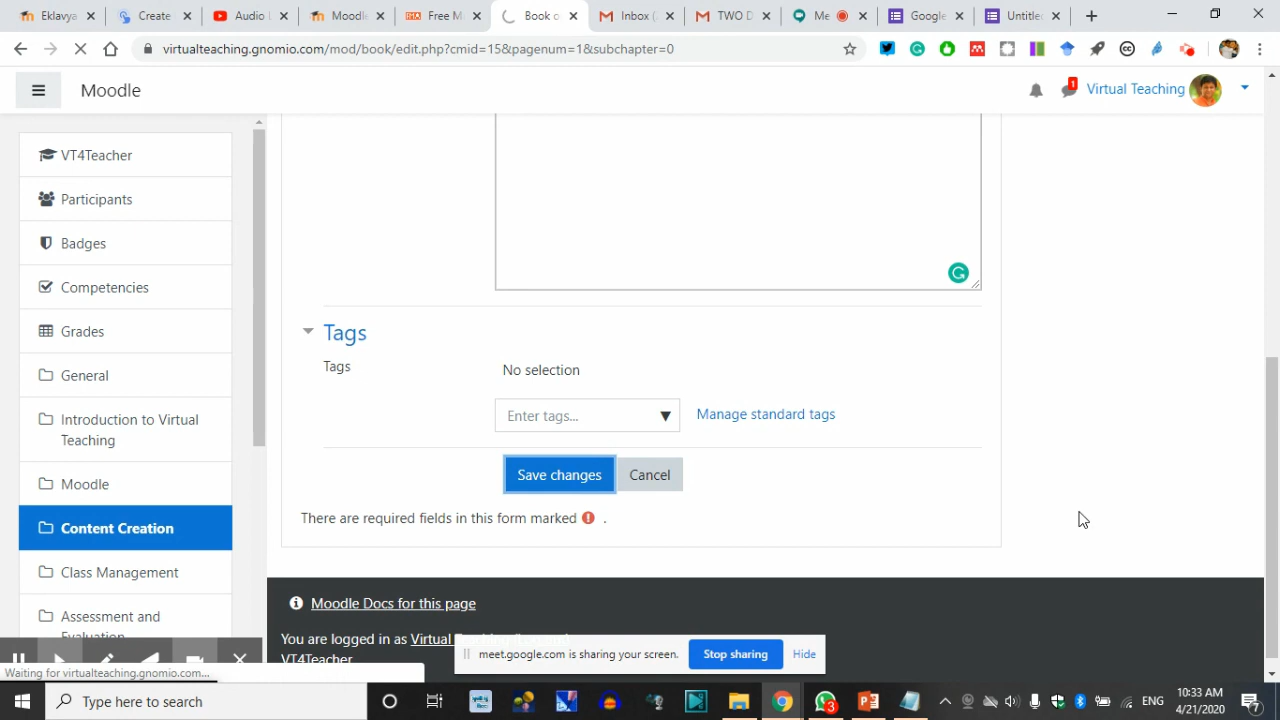 Eklavya
Create
Audio L
Moodle
Free M
Book o
Inbox (
TWO D
Me
Google
Untitle
virtualteaching.gnomio.com/mod/book/edit.php?cmid=15&pagenum=1&subchapter=0
Moodle
1
Virtual Teaching
VT4Teacher
Participants
Badges
Competencies
Grades
General
Introduction to Virtual
Teaching
Moodle
Content Creation
Class Management
Assessment and
Evaluation
Tags
Tags
No selection
Enter tags...
Manage standard tags
Save changes
Cancel
There are required fields in this form marked .
Moodle Docs for this page
You are logged in as Virtual
VT4Teacher
meet.google.com is sharing your screen.
Stop sharing
Hide
Waiting for virtualteaching.gnomio.com...
Type here to search
3
ENG
10:33 AM
4/21/2020
7